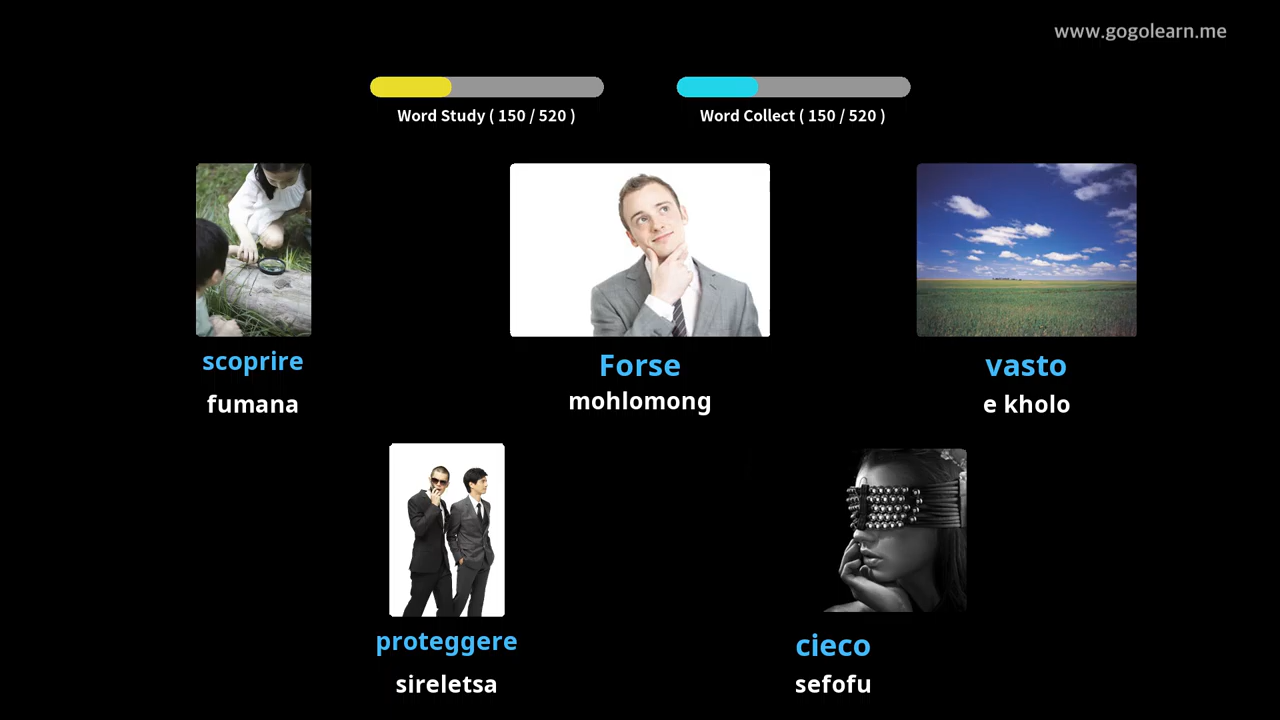 www.gogolearn.me
Word Study ( 150 / 520 )
Word Collect ( 150 / 520 )
scoprire
fumana
Forse
mohlomong
vasto
e kholo
proteggere
sireletsa
cieco
sefofu